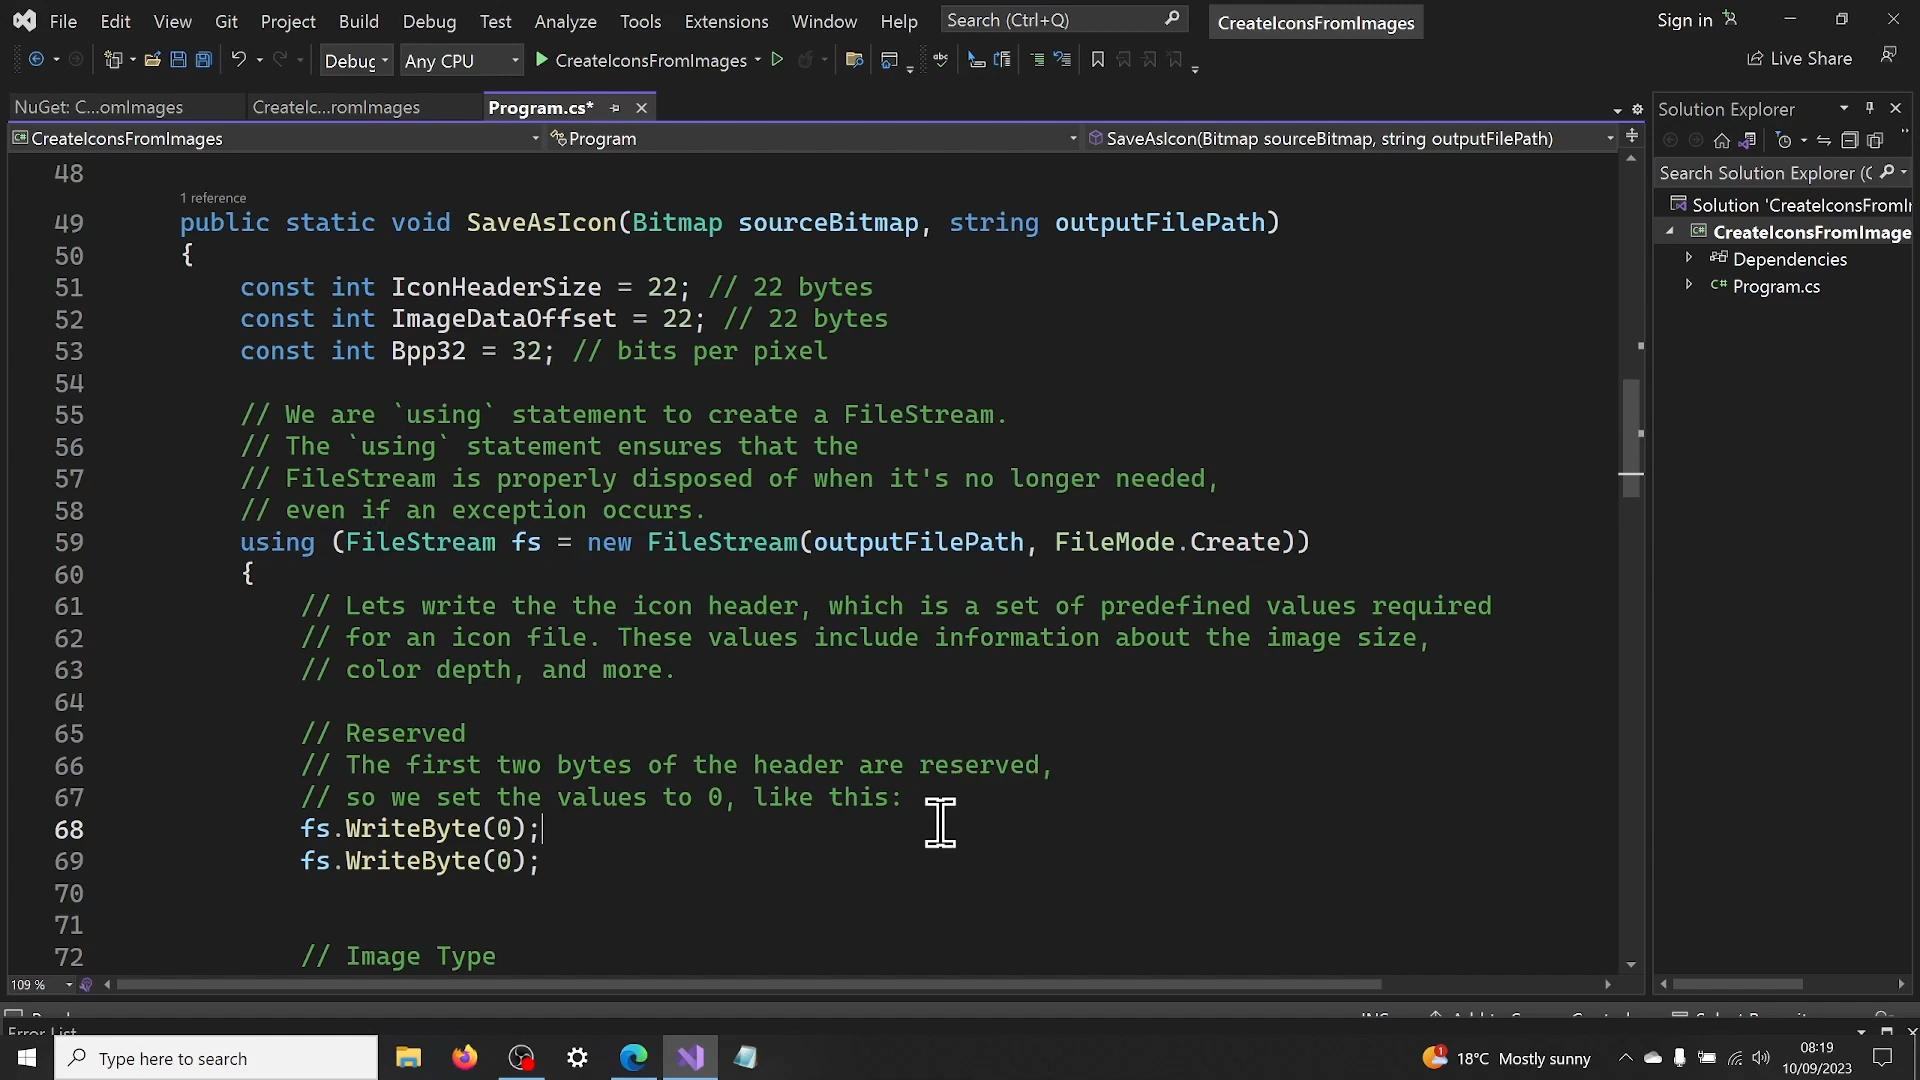 File Edit View Git Project Build Debug Test Analyze Tools Extensions Window Help Search (Ctrl+Q) CreateIconsFromImages Sign in
Debug Any CPU CreateIconsFromImages Live Share
NuGet: C...omImages CreateIc...romImages Program.cs*
CreateIconsFromImages Program SaveAsIcon(Bitmap sourceBitmap, string outputFilePath)
48
1 reference
49 public static void SaveAsIcon(Bitmap sourceBitmap, string outputFilePath)
50 {
51 const int IconHeaderSize = 22; // 22 bytes
52 const int ImageDataOffset = 22; // 22 bytes
53 const int Bpp32 = 32; // bits per pixel
54
55 // We are `using` statement to create a FileStream.
56 // The `using` statement ensures that the
57 // FileStream is properly disposed of when it's no longer needed,
58 // even if an exception occurs.
59 using (FileStream fs = new FileStream(outputFilePath, FileMode.Create))
60 {
61 // Lets write the the icon header, which is a set of predefined values required
62 // for an icon file. These values include information about the image size,
63 // color depth, and more.
64
65 // Reserved
66 // The first two bytes of the header are reserved,
67 // so we set the values to 0, like this:
68 fs.WriteByte(0);
69 fs.WriteByte(0);
70
71
72 // Image Type
109 %
Solution Explorer
Search Solution Explorer (C
Solution 'CreateIconsFromI
CreateIconsFromImage
Dependencies
C# Program.cs
Error List
Type here to search
18°C Mostly sunny
08:19
10/09/2023